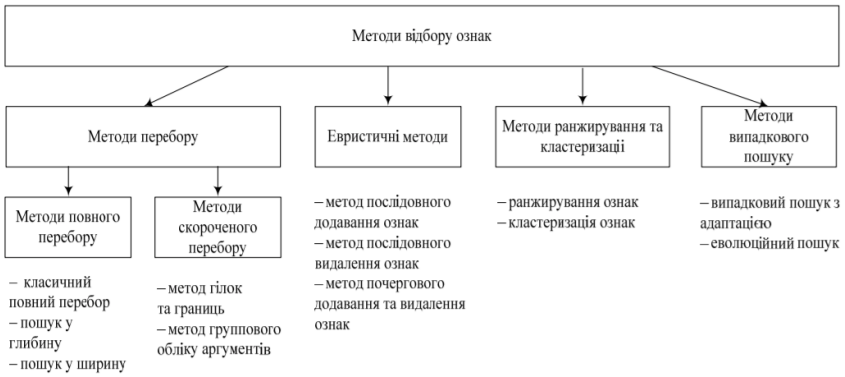 Методи відбору ознак
Методи перебору
Евристичні методи
Методи ранжирування та
кластеризації
Методи
випадкового
пошуку
Методи повного
перебору
Методи
скороченого
перебору
– класичний
повний перебор
– пошук у
глибину
– пошук у ширину
– метод гілок
та границь
– метод группового
обліку аргументів
– метод послідовного
додавання ознак
– метод послідовного
видалення ознак
– метод почергового
додавання та видалення
ознак
– ранжирування ознак
– кластеризація ознак
– випадковий пошук з
адаптацією
– еволюційний пошук